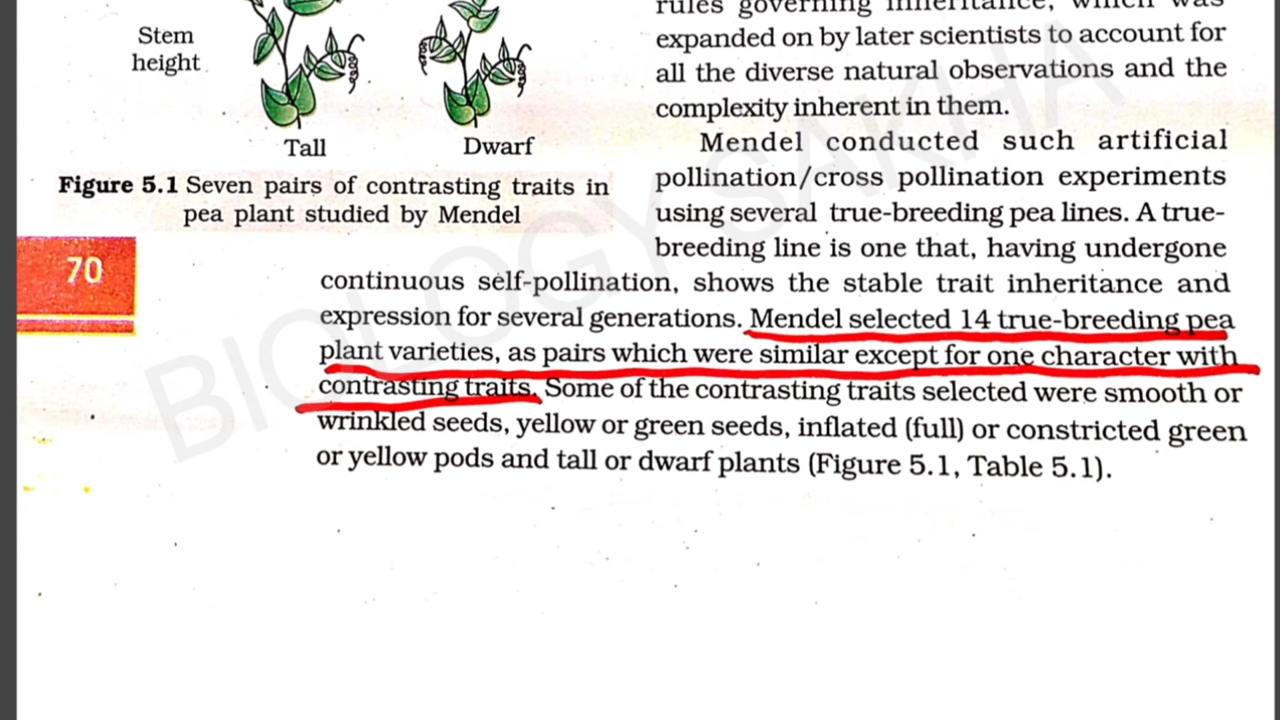 Stem
height
Tall
Dwarf
Figure 5.1 Seven pairs of contrasting traits in
pea plant studied by Mendel
70
rules governing inheritance, which was
expanded on by later scientists to account for
all the diverse natural observations and the
complexity inherent in them.
Mendel conducted such artificial
pollination/cross pollination experiments
using several true-breeding pea lines. A true-
breeding line is one that, having undergone
continuous self-pollination, shows the stable trait inheritance and
expression for several generations. Mendel selected 14 true-breeding pea
plant varieties, as pairs which were similar except for one character with
contrasting traits. Some of the contrasting traits selected were smooth or
wrinkled seeds, yellow or green seeds, inflated (full) or constricted green
or yellow pods and tall or dwarf plants (Figure 5.1, Table 5.1).
BIOLOGY SAKHA